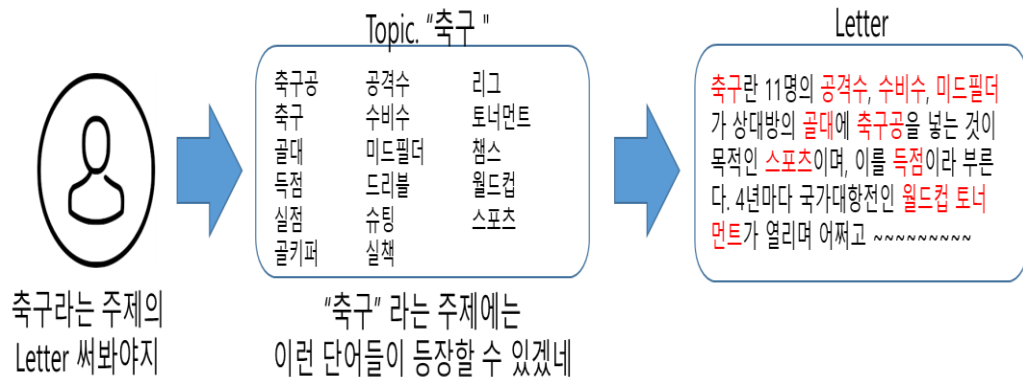 Topic. "축구 "
Letter
축구공 공격수 리그
축구 수비수 토너먼트
골대 미드필더 챔스
득점 드리블 월드컵
실점 슈팅 스포츠
골키퍼 실책
축구란 11명의 공격수, 수비수, 미드필더
가 상대방의 골대에 축구공을 넣는 것이
목적인 스포츠이며, 이를 득점이라 부른
다. 4년마다 국가대항전인 월드컵 토너
먼트가 열리며 어쩌고 ~~~~~~~~~
축구라는 주제의
Letter 써봐야지
"축구" 라는 주제에는
이런 단어들이 등장할 수 있겠네